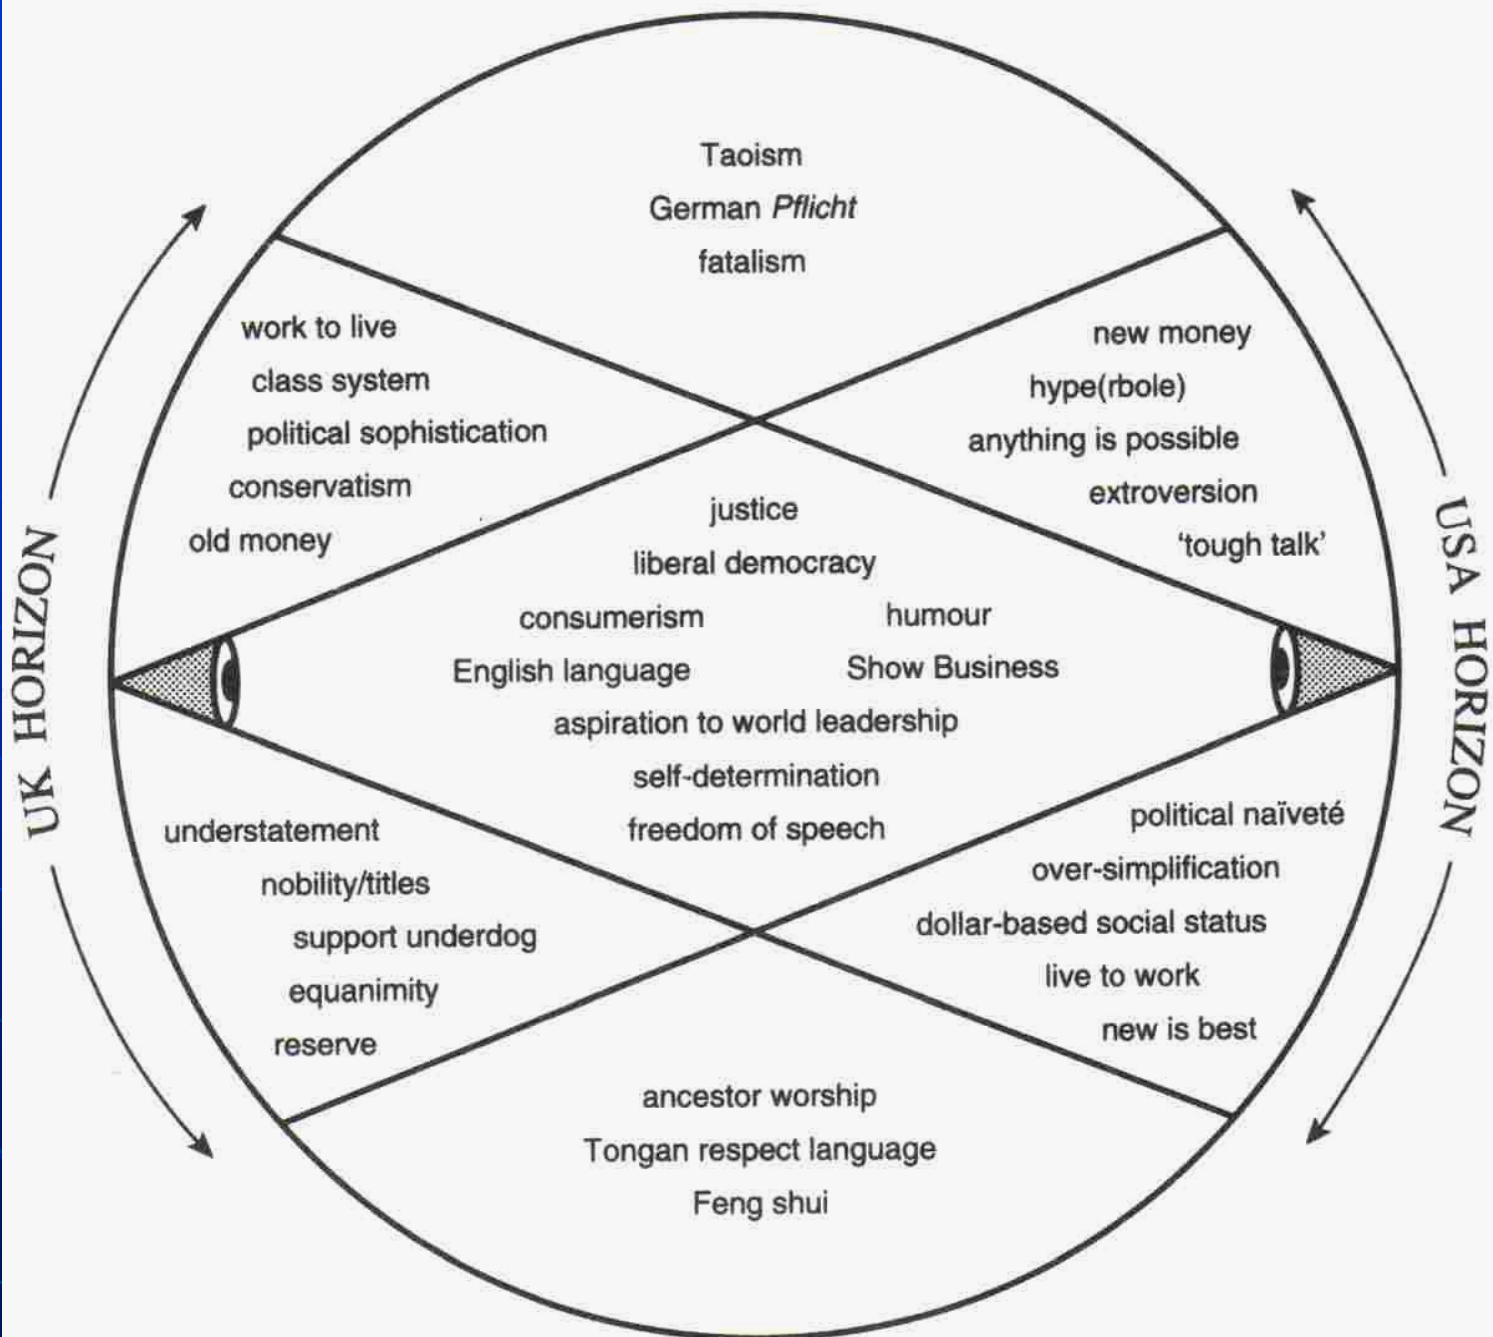 Taoism
German Pflicht
fatalism
work to live
class system
political sophistication
conservatism
old money
new money
hype(rbole)
anything is possible
extroversion
‘tough talk’
UK HORIZON
justice
liberal democracy
consumerism humour
English language Show Business
aspiration to world leadership
self-determination
freedom of speech
USA HORIZON
understatement
nobility/titles
support underdog
equanimity
reserve
political naïveté
over-simplification
dollar-based social status
live to work
new is best
ancestor worship
Tongan respect language
Feng shui